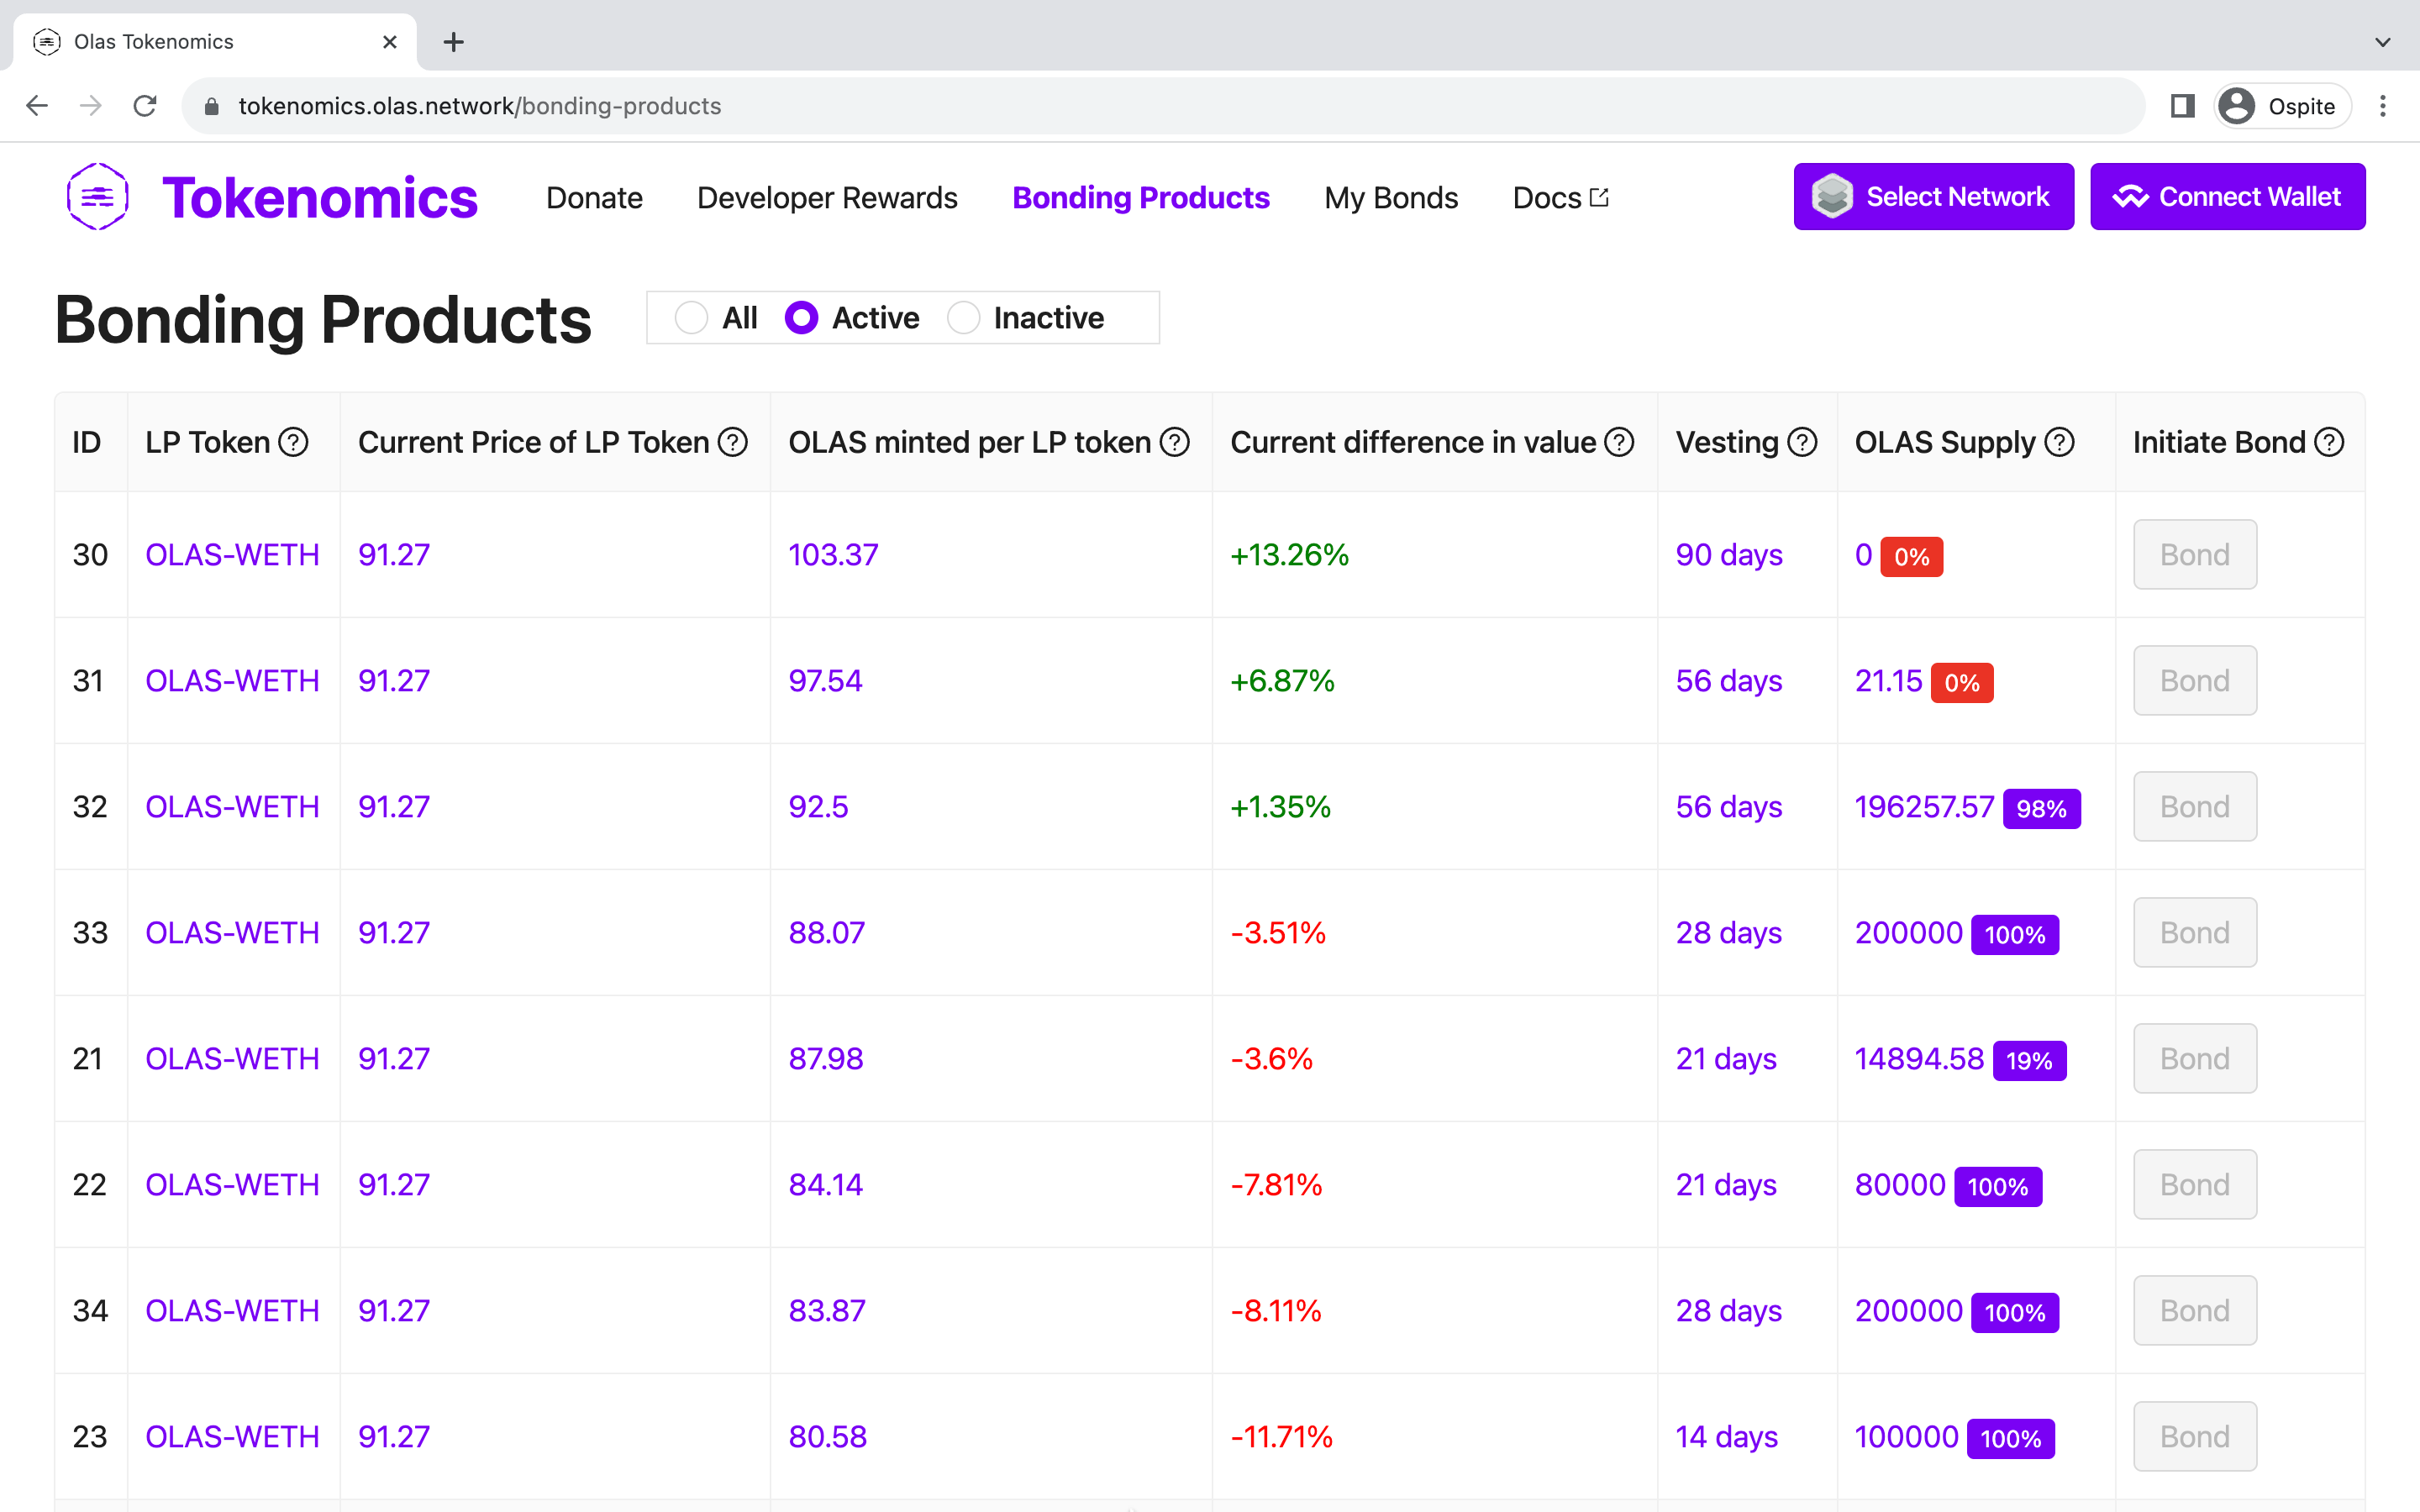 Olas Tokenomics
tokenomics.olas.network/bonding-products
Ospite
Tokenomics Donate Developer Rewards Bonding Products My Bonds Docs Select Network Connect Wallet
Bonding Products All Active Inactive
ID LP Token Current Price of LP Token OLAS minted per LP token Current difference in value Vesting OLAS Supply Initiate Bond
30 OLAS-WETH 91.27 103.37 +13.26% 90 days 0 0% Bond
31 OLAS-WETH 91.27 97.54 +6.87% 56 days 21.15 0% Bond
32 OLAS-WETH 91.27 92.5 +1.35% 56 days 196257.57 98% Bond
33 OLAS-WETH 91.27 88.07 -3.51% 28 days 200000 100% Bond
21 OLAS-WETH 91.27 87.98 -3.6% 21 days 14894.58 19% Bond
22 OLAS-WETH 91.27 84.14 -7.81% 21 days 80000 100% Bond
34 OLAS-WETH 91.27 83.87 -8.11% 28 days 200000 100% Bond
23 OLAS-WETH 91.27 80.58 -11.71% 14 days 100000 100% Bond